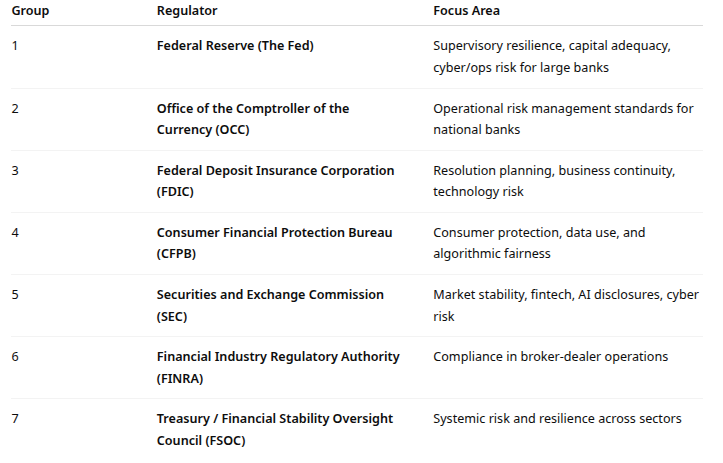 Group Regulator Focus Area
1 Federal Reserve (The Fed) Supervisory resilience, capital adequacy,
cyber/ops risk for large banks
2 Office of the Comptroller of the Operational risk management standards for
Currency (OCC) national banks
3 Federal Deposit Insurance Corporation Resolution planning, business continuity,
(FDIC) technology risk
4 Consumer Financial Protection Bureau Consumer protection, data use, and
(CFPB) algorithmic fairness
5 Securities and Exchange Commission Market stability, fintech, AI disclosures, cyber
(SEC) risk
6 Financial Industry Regulatory Authority Compliance in broker-dealer operations
(FINRA)
7 Treasury / Financial Stability Oversight Systemic risk and resilience across sectors
Council (FSOC)